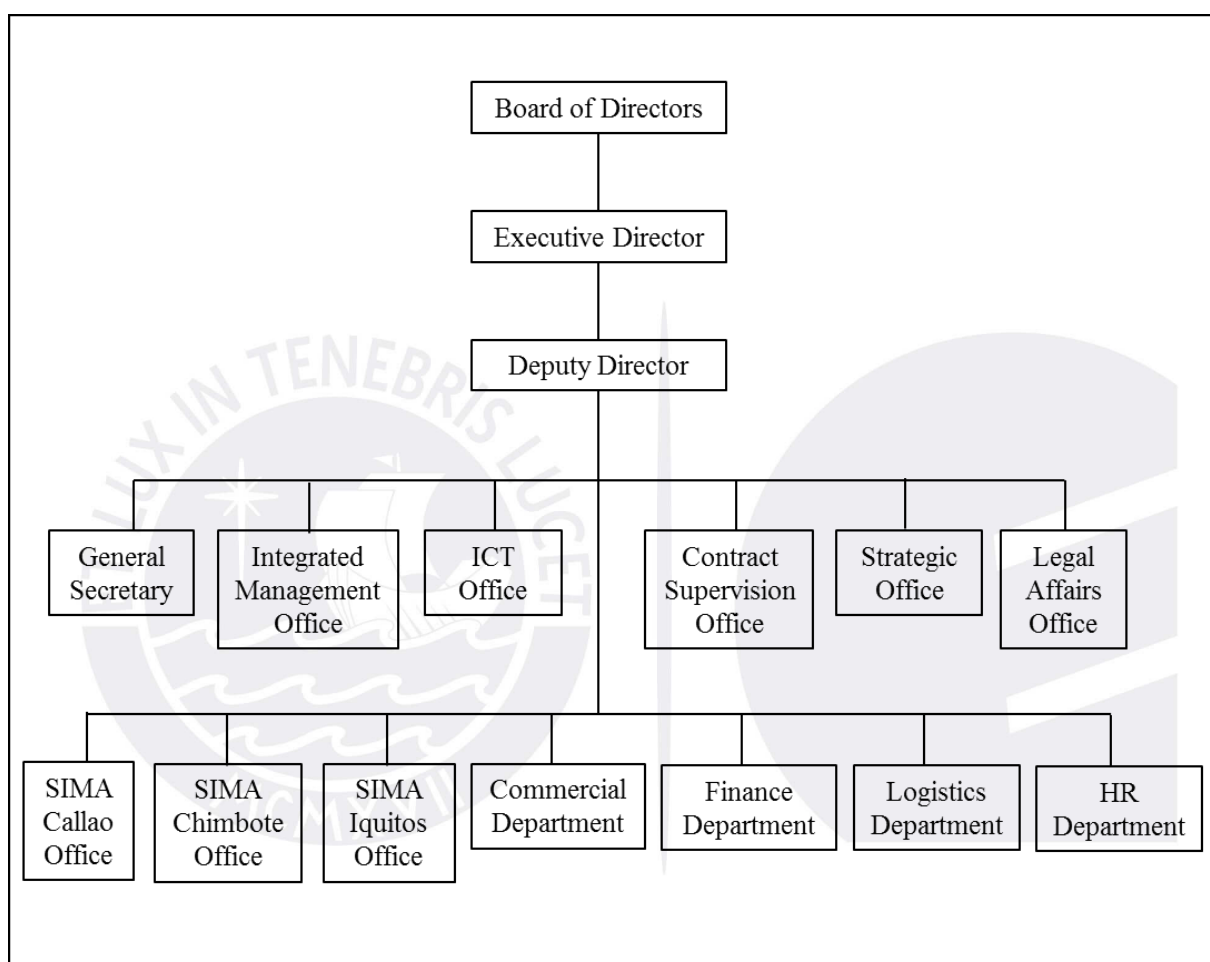 Board of Directors
Executive Director
Deputy Director
ET LUX IN TENEBRIS LUCET
General
Secretary
Integrated
Management
Office
ICT
Office
Contract
Supervision
Office
Strategic
Office
Legal
Affairs
Office
SIMA
Callao
Office
SIMA
Chimbote
Office
SIMA
Iquitos
Office
Commercial
Department
Finance
Department
Logistics
Department
HR
Department